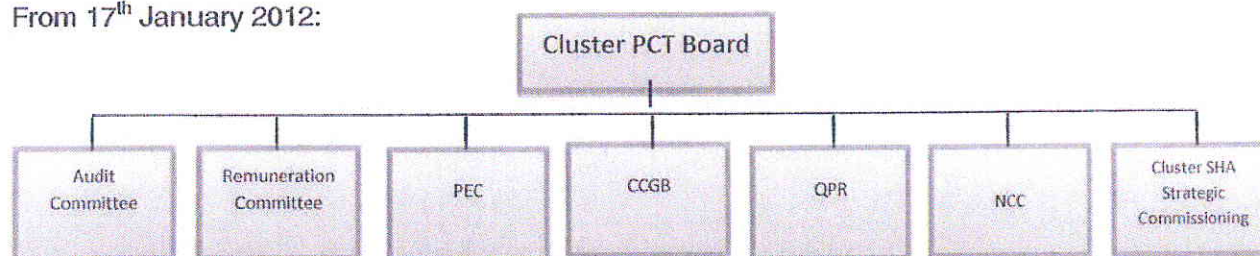 From 17th January 2012:
Cluster PCT Board
Audit
Committee
Remuneration
Committee
PEC
CCGB
QPR
NCC
Cluster SHA
Strategic
Commissioning